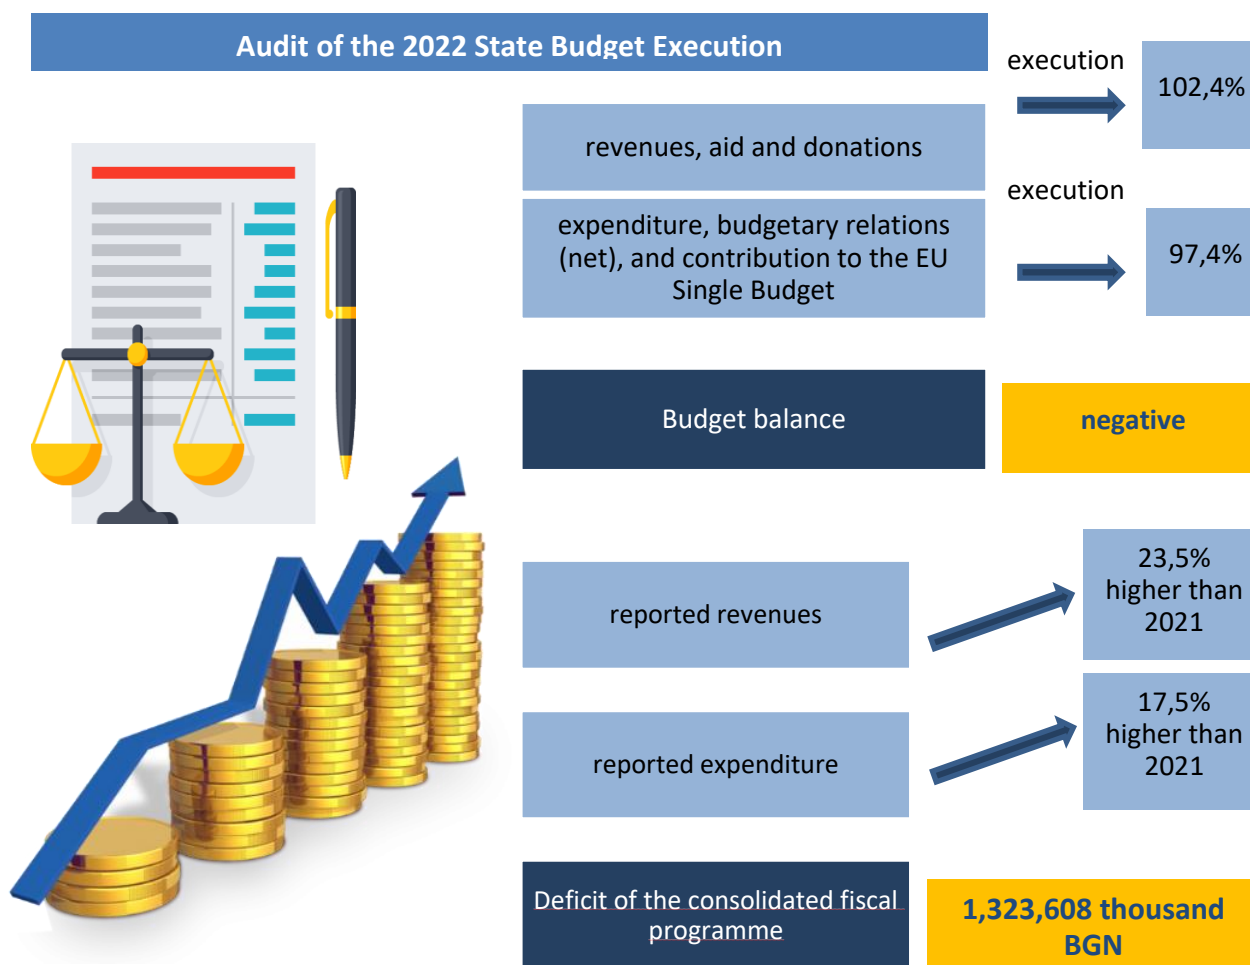 Audit of the 2022 State Budget Execution
execution
102,4%
revenues, aid and donations
execution
expenditure, budgetary relations
(net), and contribution to the EU
Single Budget
97,4%
Budget balance
negative
reported revenues
23,5%
higher than
2021
reported expenditure
17,5%
higher than
2021
Deficit of the consolidated fiscal
programme
1,323,608 thousand
BGN